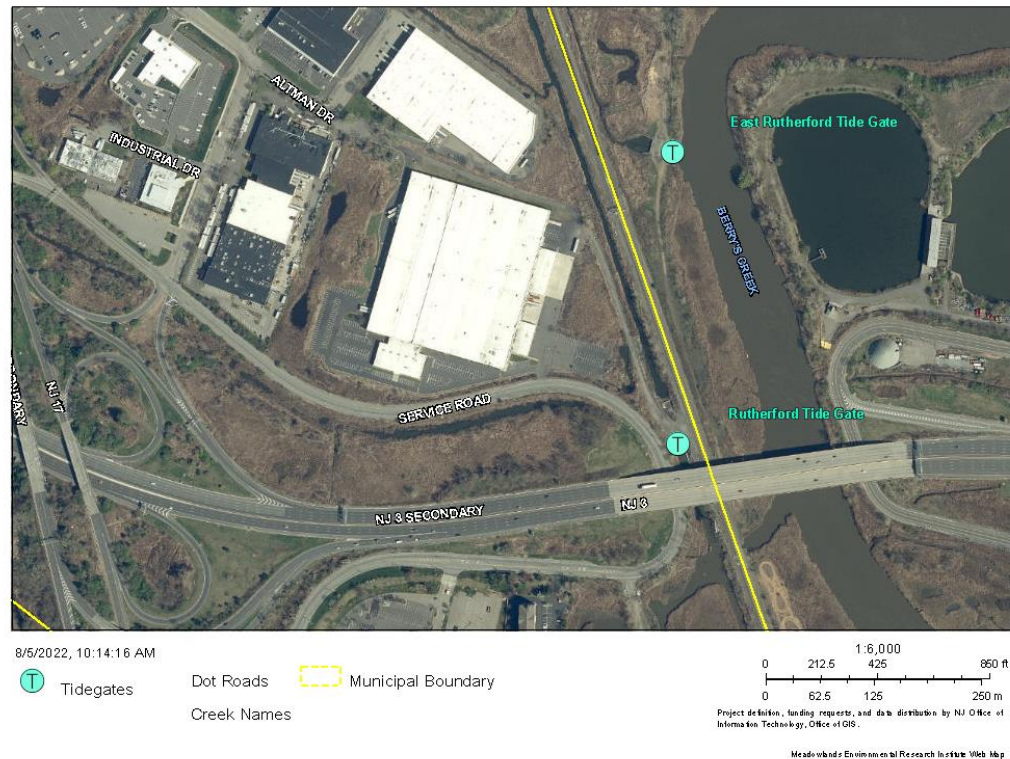 East Rutherford Tide Gate
T
ALTMAN DR
INDUSTRIAL DR
BERRY'S CREEK
NJ 17
SERVICE ROAD
Rutherford Tide Gate
T
NJ 3 SECONDARY
NJ 3
8/5/2022, 10:14:16 AM
T Tidegates
Dot Roads
Municipal Boundary
Creek Names
1:6,000
0 212.5 425 850 ft
0 62.5 125 250 m
Project definition, funding requests, and data distribution by NJ Office of
Information Technology, Office of GIS.
Meadowlands Environmental Research Institute Web Map